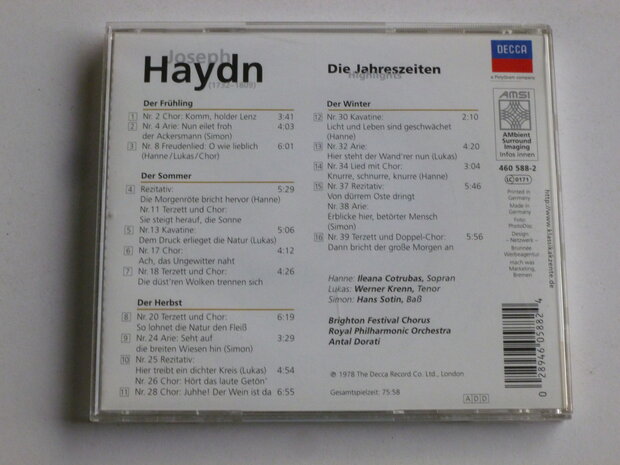 Joseph
Haydn
(1732-1809)
Die Jahreszeiten
Highlights
Der Frühling
1 Nr. 2 Chor: Komm, holder Lenz 3:41
2 Nr. 4 Arie: Nun eilet froh 4:03
der Ackersmann (Simon)
3 Nr. 8 Freudenlied: O wie lieblich 6:01
(Hanne/Lukas/Chor)
Der Sommer
4 Rezitativ: 5:29
Die Morgenröte bricht hervor (Hanne)
Nr.11 Terzett und Chor:
Sie steigt herauf, die Sonne
5 Nr.13 Kavatine: 5:06
Dem Druck erlieget die Natur (Lukas)
6 Nr. 17 Chor: 4:12
Ach, das Ungewitter naht
7 Nr. 18 Terzett und Chor: 4:26
Die düst'ren Wolken trennen sich
Der Herbst
8 Nr. 20 Terzett und Chor: 6:19
So lohnet die Natur den Fleiß
9 Nr. 24 Arie: Seht auf 3:29
die breiten Wiesen hin (Simon)
10 Nr. 25 Rezitativ:
Hier treibt ein dichter Kreis (Lukas) 4:54
Nr. 26 Chor: Hört das laute Getön'
11 Nr. 28 Chor: Juhhe! Der Wein ist da 6:55
Der Winter
12 Nr. 30 Kavatine: 2:10
Licht und Leben sind geschwächet
(Hanne)
13 Nr. 32 Arie: 4:20
Hier steht der Wand'rer nun (Lukas)
14 Nr. 34 Lied mit Chor: 3:04
Knurre, schnurre, knurre (Hanne)
15 Nr. 37 Rezitativ: 5:46
Von dürrem Oste dringt
Nr. 38 Arie:
Erblicke hier, betörter Mensch
(Simon)
16 Nr. 39 Terzett und Doppel-Chor: 5:56
Dann bricht der große Morgen an
Hanne: Ileana Cotrubas, Sopran
Lukas: Werner Krenn, Tenor
Simon: Hans Sotin, Baß
Brighton Festival Chorus
Royal Philharmonic Orchestra
Antal Dorati
℗ 1978 The Decca Record Co. Ltd., London
Gesamtspielzeit: 75:58
ADD
DECCA
a PolyGram company
AMSI
AMbient
Surround
Imaging
Infos innen
460 588-2
LC 0171
Printed in
Germany
Made in
Germany
Foto:
PhotoDisc
Design:
– Netzwerk –
Brunnée
Werbeagentur
mach was
Marketing,
Bremen
http://www.klassikakzente.de
0 28946 05882 4